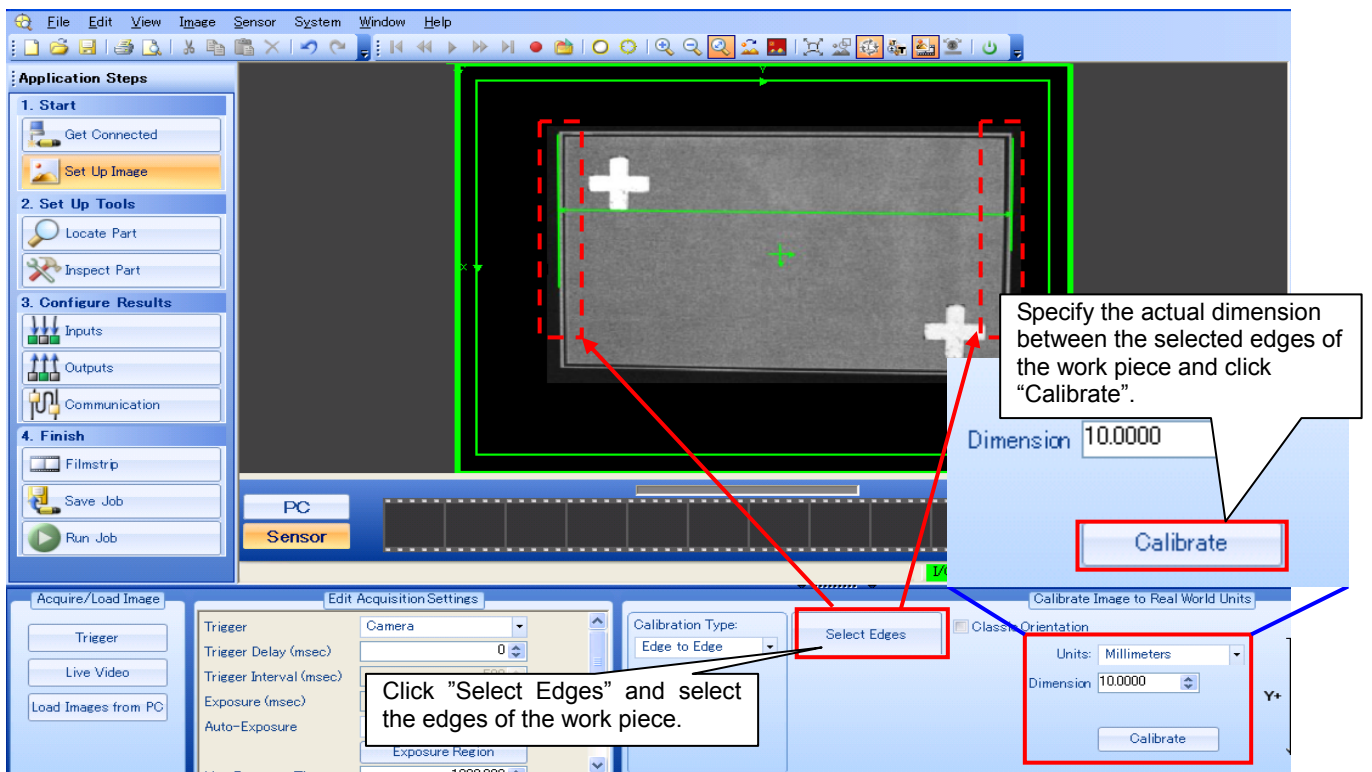 File Edit View Image Sensor System Window Help
Application Steps
1. Start
Get Connected
Set Up Image
2. Set Up Tools
Locate Part
Inspect Part
3. Configure Results
Inputs
Outputs
Communication
4. Finish
Filmstrip
Save Job
Run Job
Y
X
PC
Sensor
Specify the actual dimension
between the selected edges of
the work piece and click
“Calibrate”.
Dimension 10.0000
Calibrate
Acquire/Load Image
Trigger
Live Video
Load Images from PC
Edit Acquisition Settings
Trigger Camera
Trigger Delay (msec) 0
Trigger Interval (msec) 500
Exposure (msec)
Auto-Exposure
Exposure Region
Click ”Select Edges” and select
the edges of the work piece.
Calibration Type:
Edge to Edge
Select Edges
Calibrate Image to Real World Units
Classic Orientation
Units: Millimeters
Dimension 10.0000
Calibrate
Y+